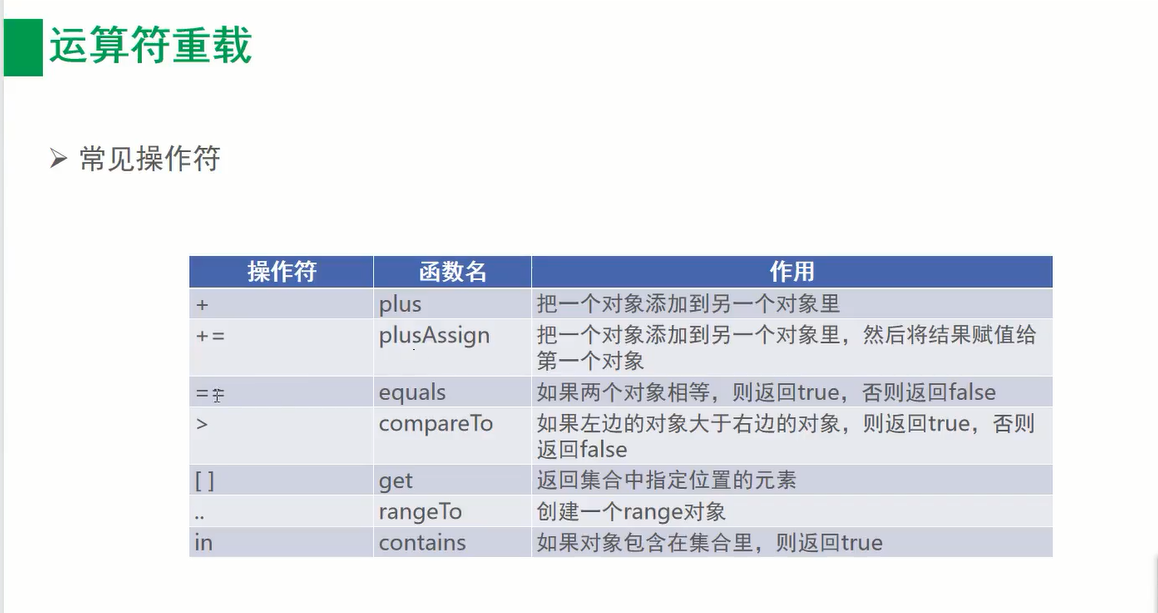 运算符重载
常见操作符
操作符 函数名 作用
+ plus 把一个对象添加到另一个对象里
+= plusAssign 把一个对象添加到另一个对象里，然后将结果赋值给
第一个对象
== equals 如果两个对象相等，则返回true，否则返回false
> compareTo 如果左边的对象大于右边的对象，则返回true，否则
返回false
[ ] get 返回集合中指定位置的元素
.. rangeTo 创建一个range对象
in contains 如果对象包含在集合里，则返回true